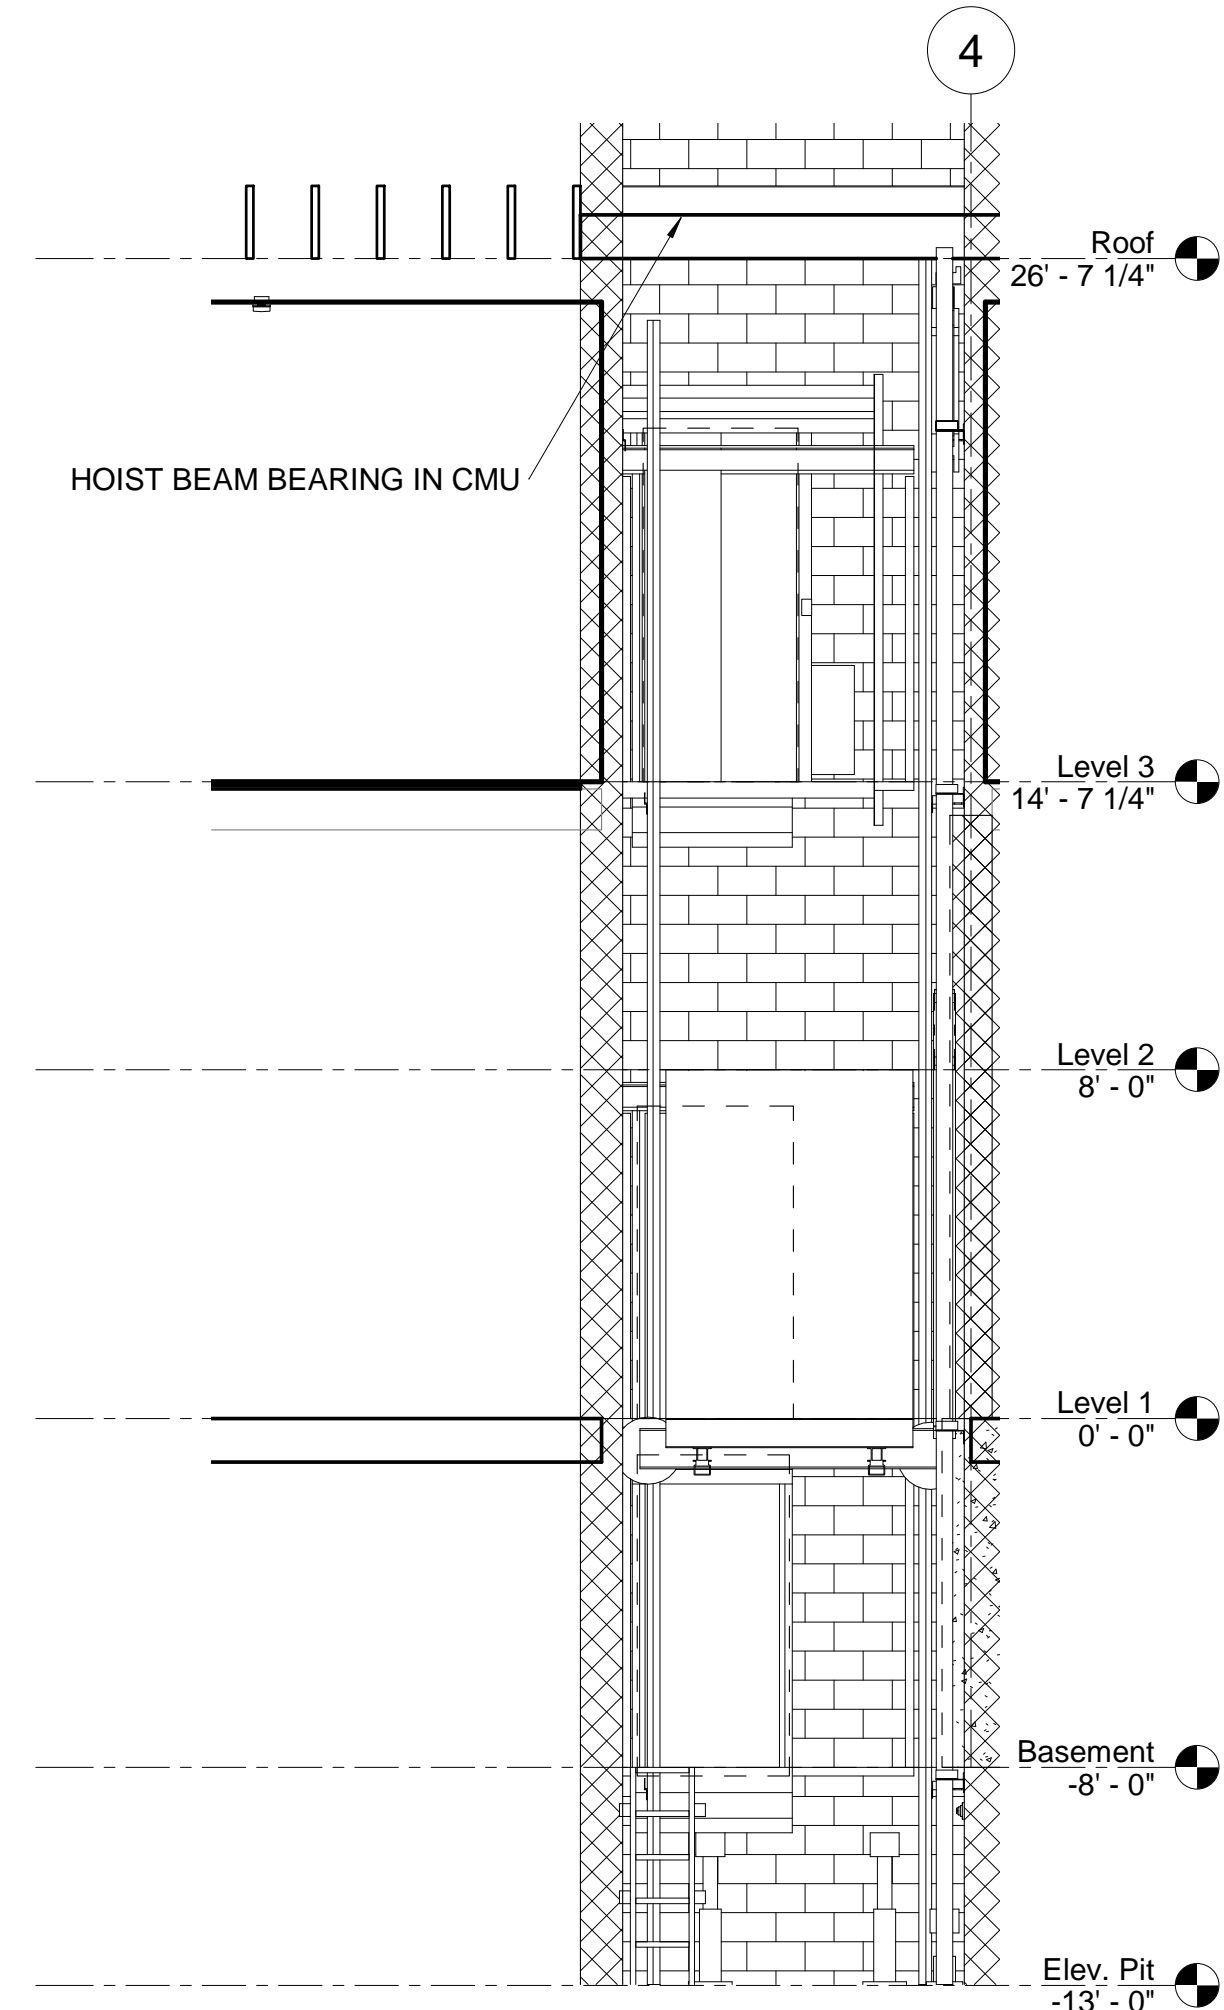 4
Roof
26' - 7 1/4"
HOIST BEAM BEARING IN CMU
Level 3
14' - 7 1/4"
Level 2
8' - 0"
Level 1
0' - 0"
Basement
-8' - 0"
Elev. Pit
-13' - 0"